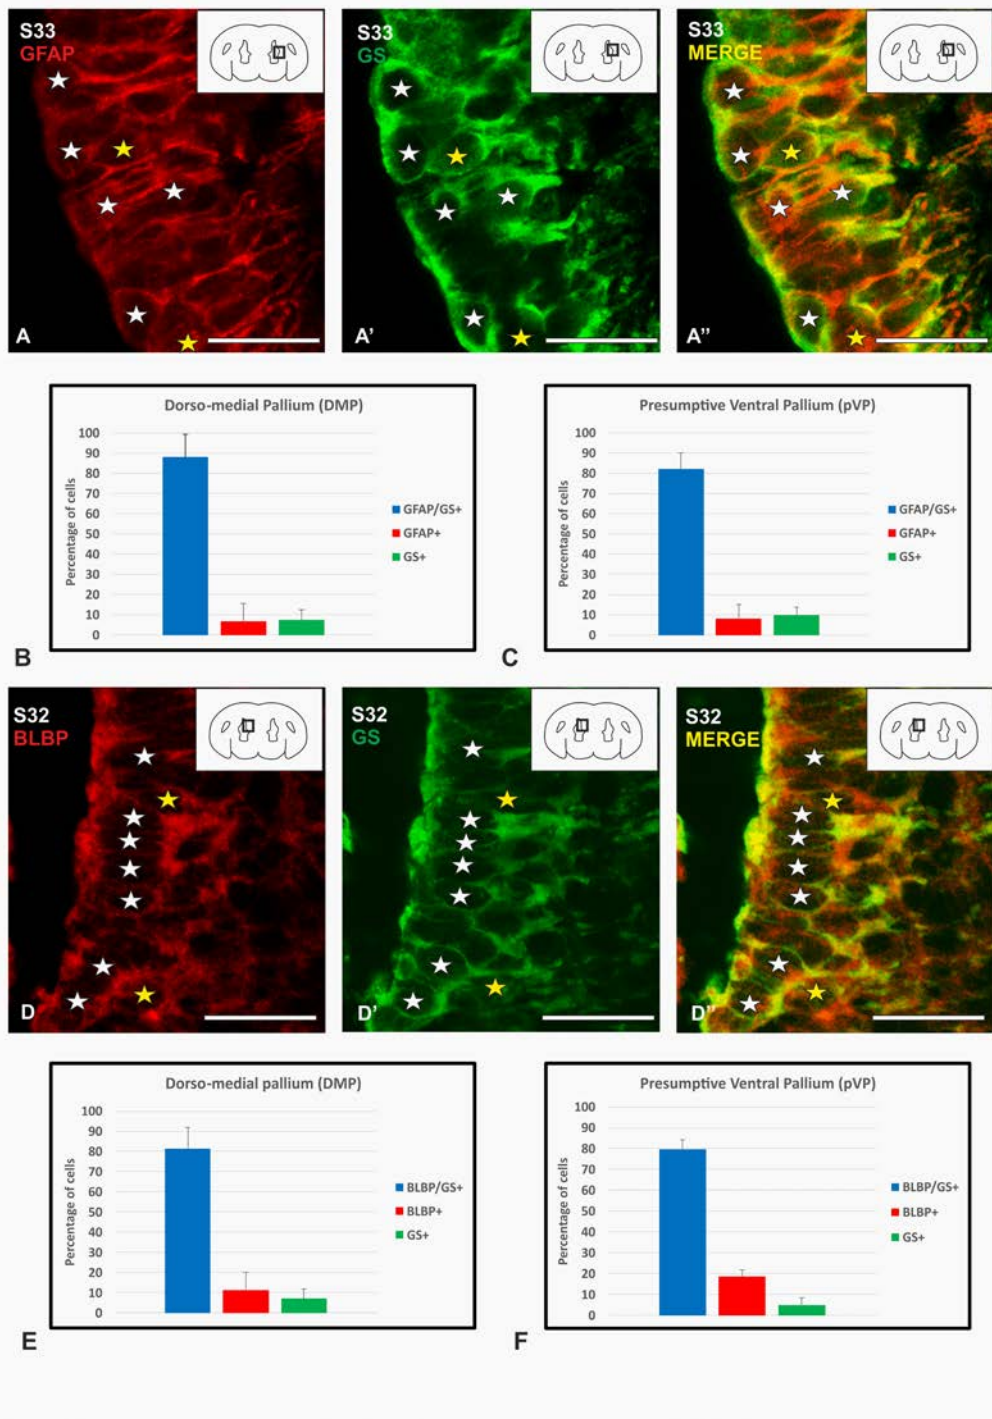 S33
GFAP
A
S33
GS
A'
S33
MERGE
A"
Dorso-medial Pallium (DMP)
Percentage of cells
100
90
80
70
60
50
40
30
20
10
0
GFAP/GS+
GFAP+
GS+
B
Presumptive Ventral Pallium (pVP)
Percentage of cells
100
90
80
70
60
50
40
30
20
10
0
GFAP/GS+
GFAP+
GS+
C
S32
BLBP
D
S32
GS
D'
S32
MERGE
D"
Dorso-medial pallium (DMP)
Percentage of cells
100
90
80
70
60
50
40
30
20
10
0
BLBP/GS+
BLBP+
GS+
E
Presumptive Ventral Pallium (pVP)
Percentage of cells
100
90
80
70
60
50
40
30
20
10
0
BLBP/GS+
BLBP+
GS+
F